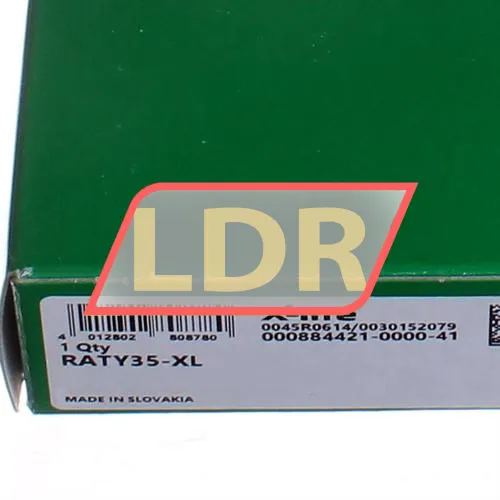 LDR
X-life
0045R0614/0030152079
4 012802 808780
000884421-0000-41
1 Qty
RATY35-XL
MADE IN SLOVAKIA